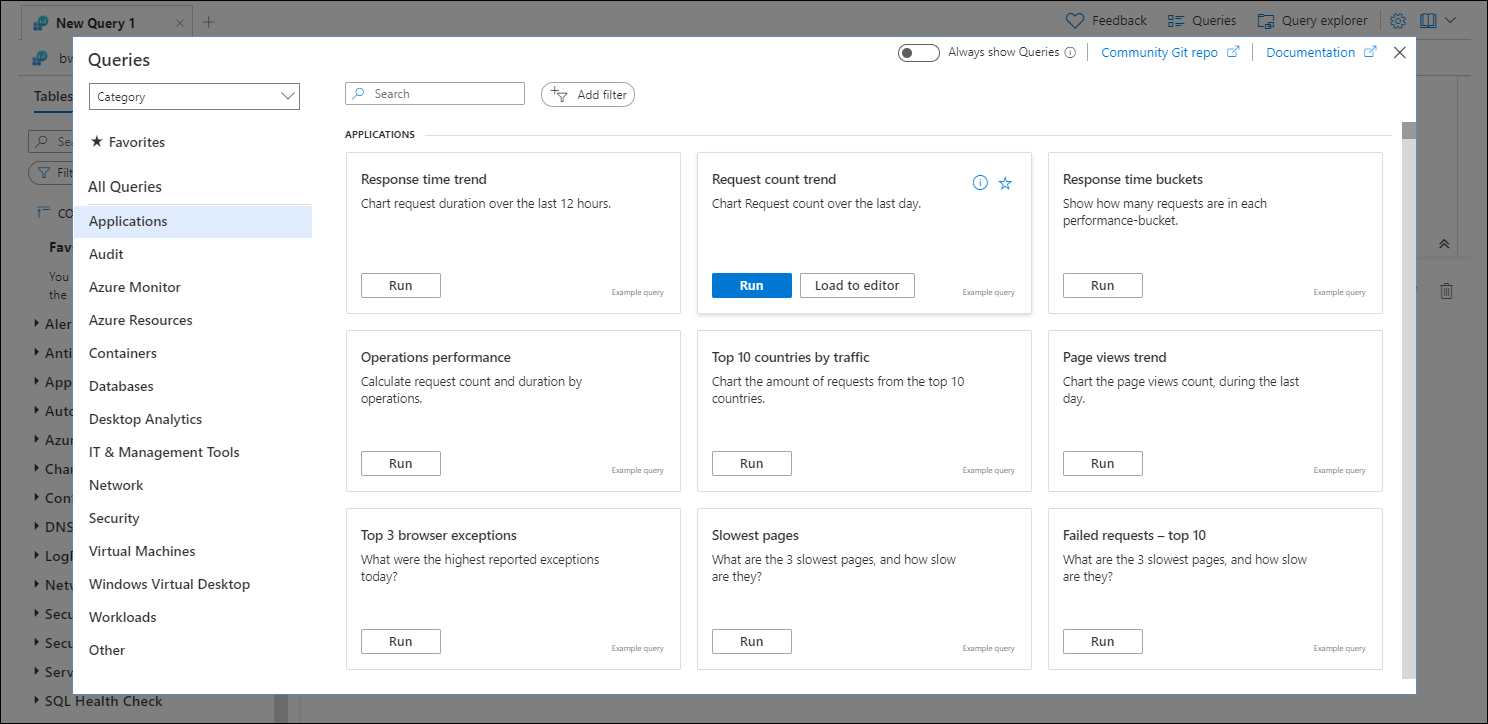 New Query 1
Feedback
Queries
Query explorer
Tables
Queries
Always show Queries
Community Git repo
Documentation
Category
Search
Add filter
Favorites
All Queries
Applications
Audit
Azure Monitor
Azure Resources
Containers
Databases
Desktop Analytics
IT & Management Tools
Network
Security
Virtual Machines
Windows Virtual Desktop
Workloads
Other
APPLICATIONS
Response time trend
Chart request duration over the last 12 hours.
Run
Example query
Request count trend
Chart Request count over the last day.
Run
Load to editor
Example query
Response time buckets
Show how many requests are in each
performance-bucket.
Run
Example query
Operations performance
Calculate request count and duration by
operations.
Run
Example query
Top 10 countries by traffic
Chart the amount of requests from the top 10
countries.
Run
Example query
Page views trend
Chart the page views count, during the last
day.
Run
Example query
Top 3 browser exceptions
What were the highest reported exceptions
today?
Run
Example query
Slowest pages
What are the 3 slowest pages, and how slow
are they?
Run
Example query
Failed requests – top 10
What are the 3 slowest pages, and how slow
are they?
Run
Example query
You
the
SQL Health Check